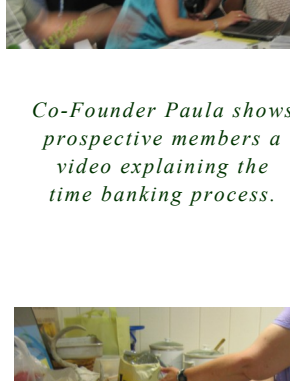 Co-Founder Paula shows
prospective members a
video explaining the
time banking process.